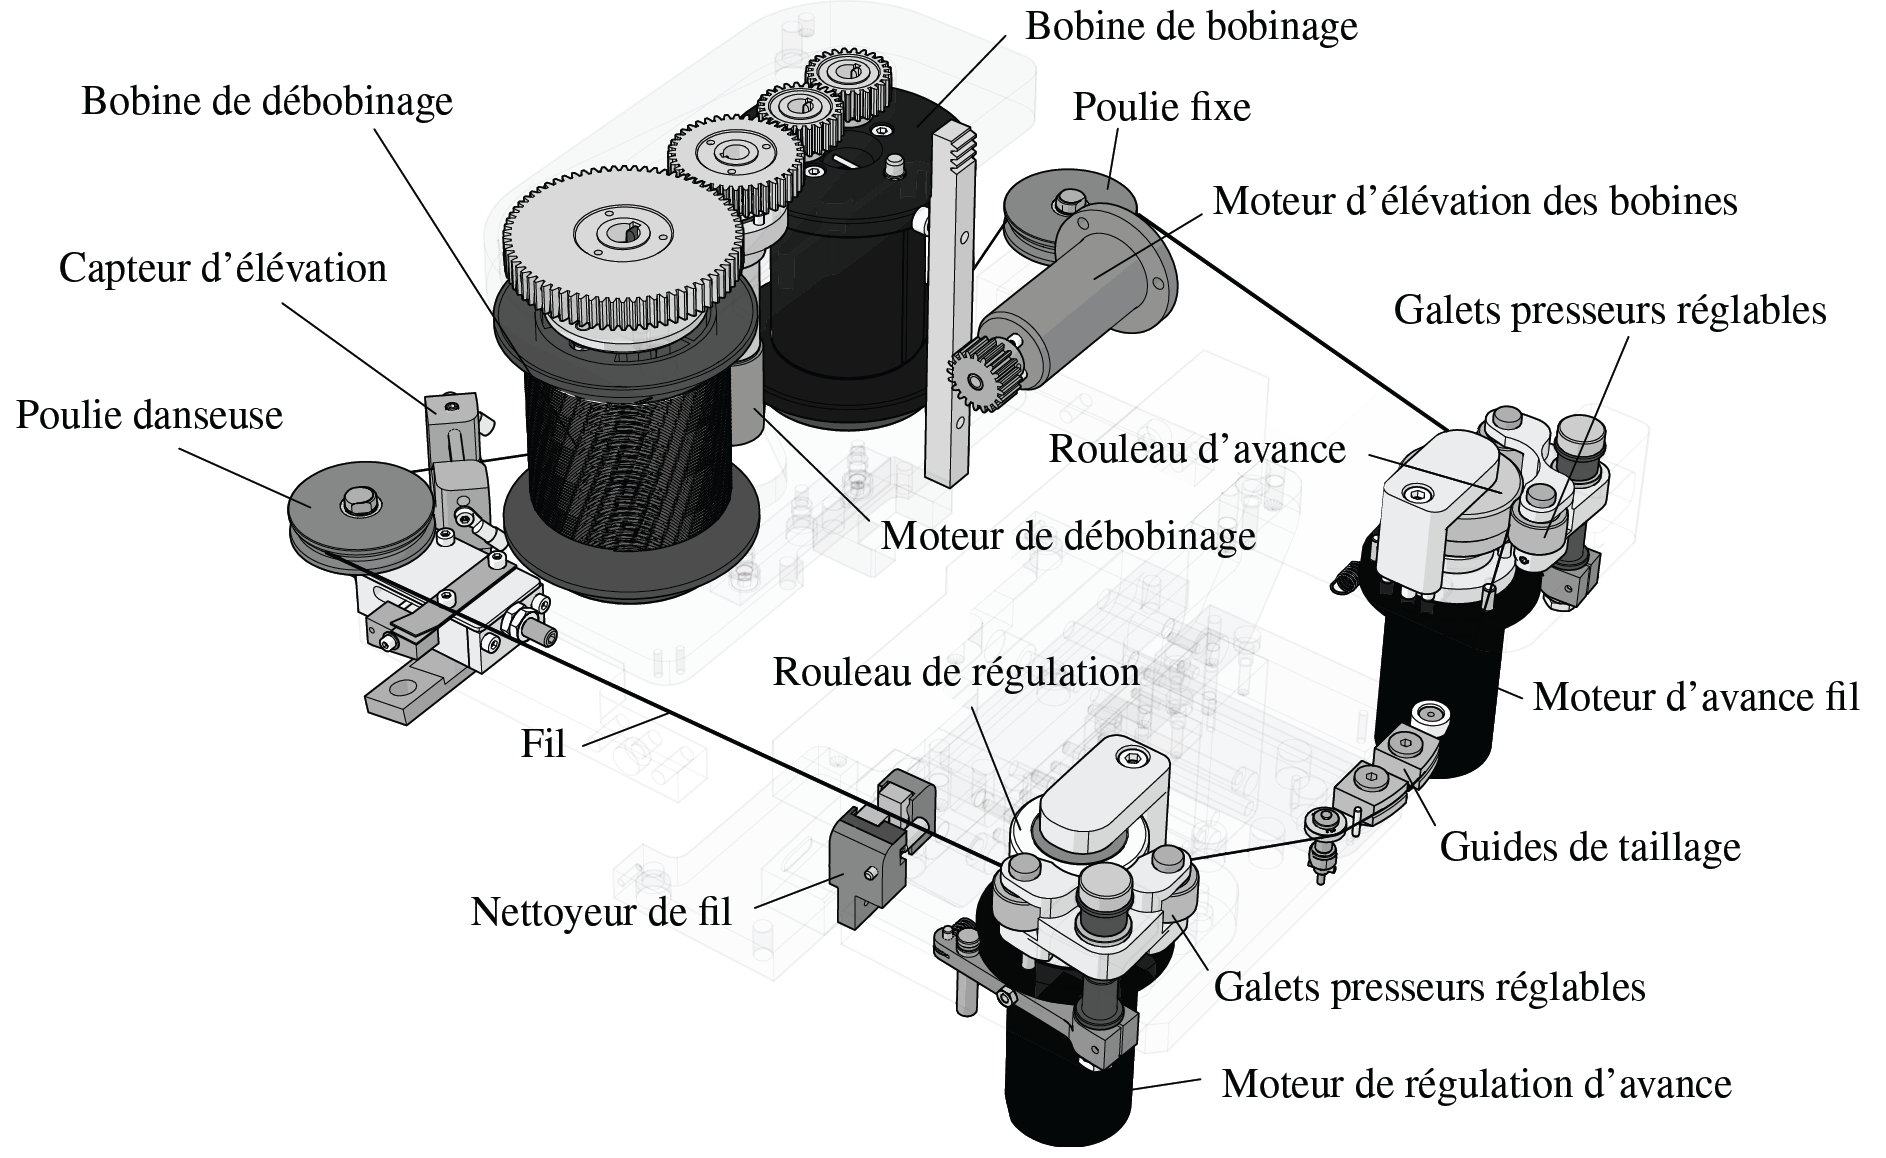 Bobine de bobinage
Bobine de débobinage
Poulie fixe
Moteur d’élévation des bobines
Capteur d’élévation
Galets presseurs réglables
Poulie danseuse
Rouleau d’avance
Moteur de débobinage
Rouleau de régulation
Moteur d’avance fil
Fil
Guides de taillage
Nettoyeur de fil
Galets presseurs réglables
Moteur de régulation d’avance